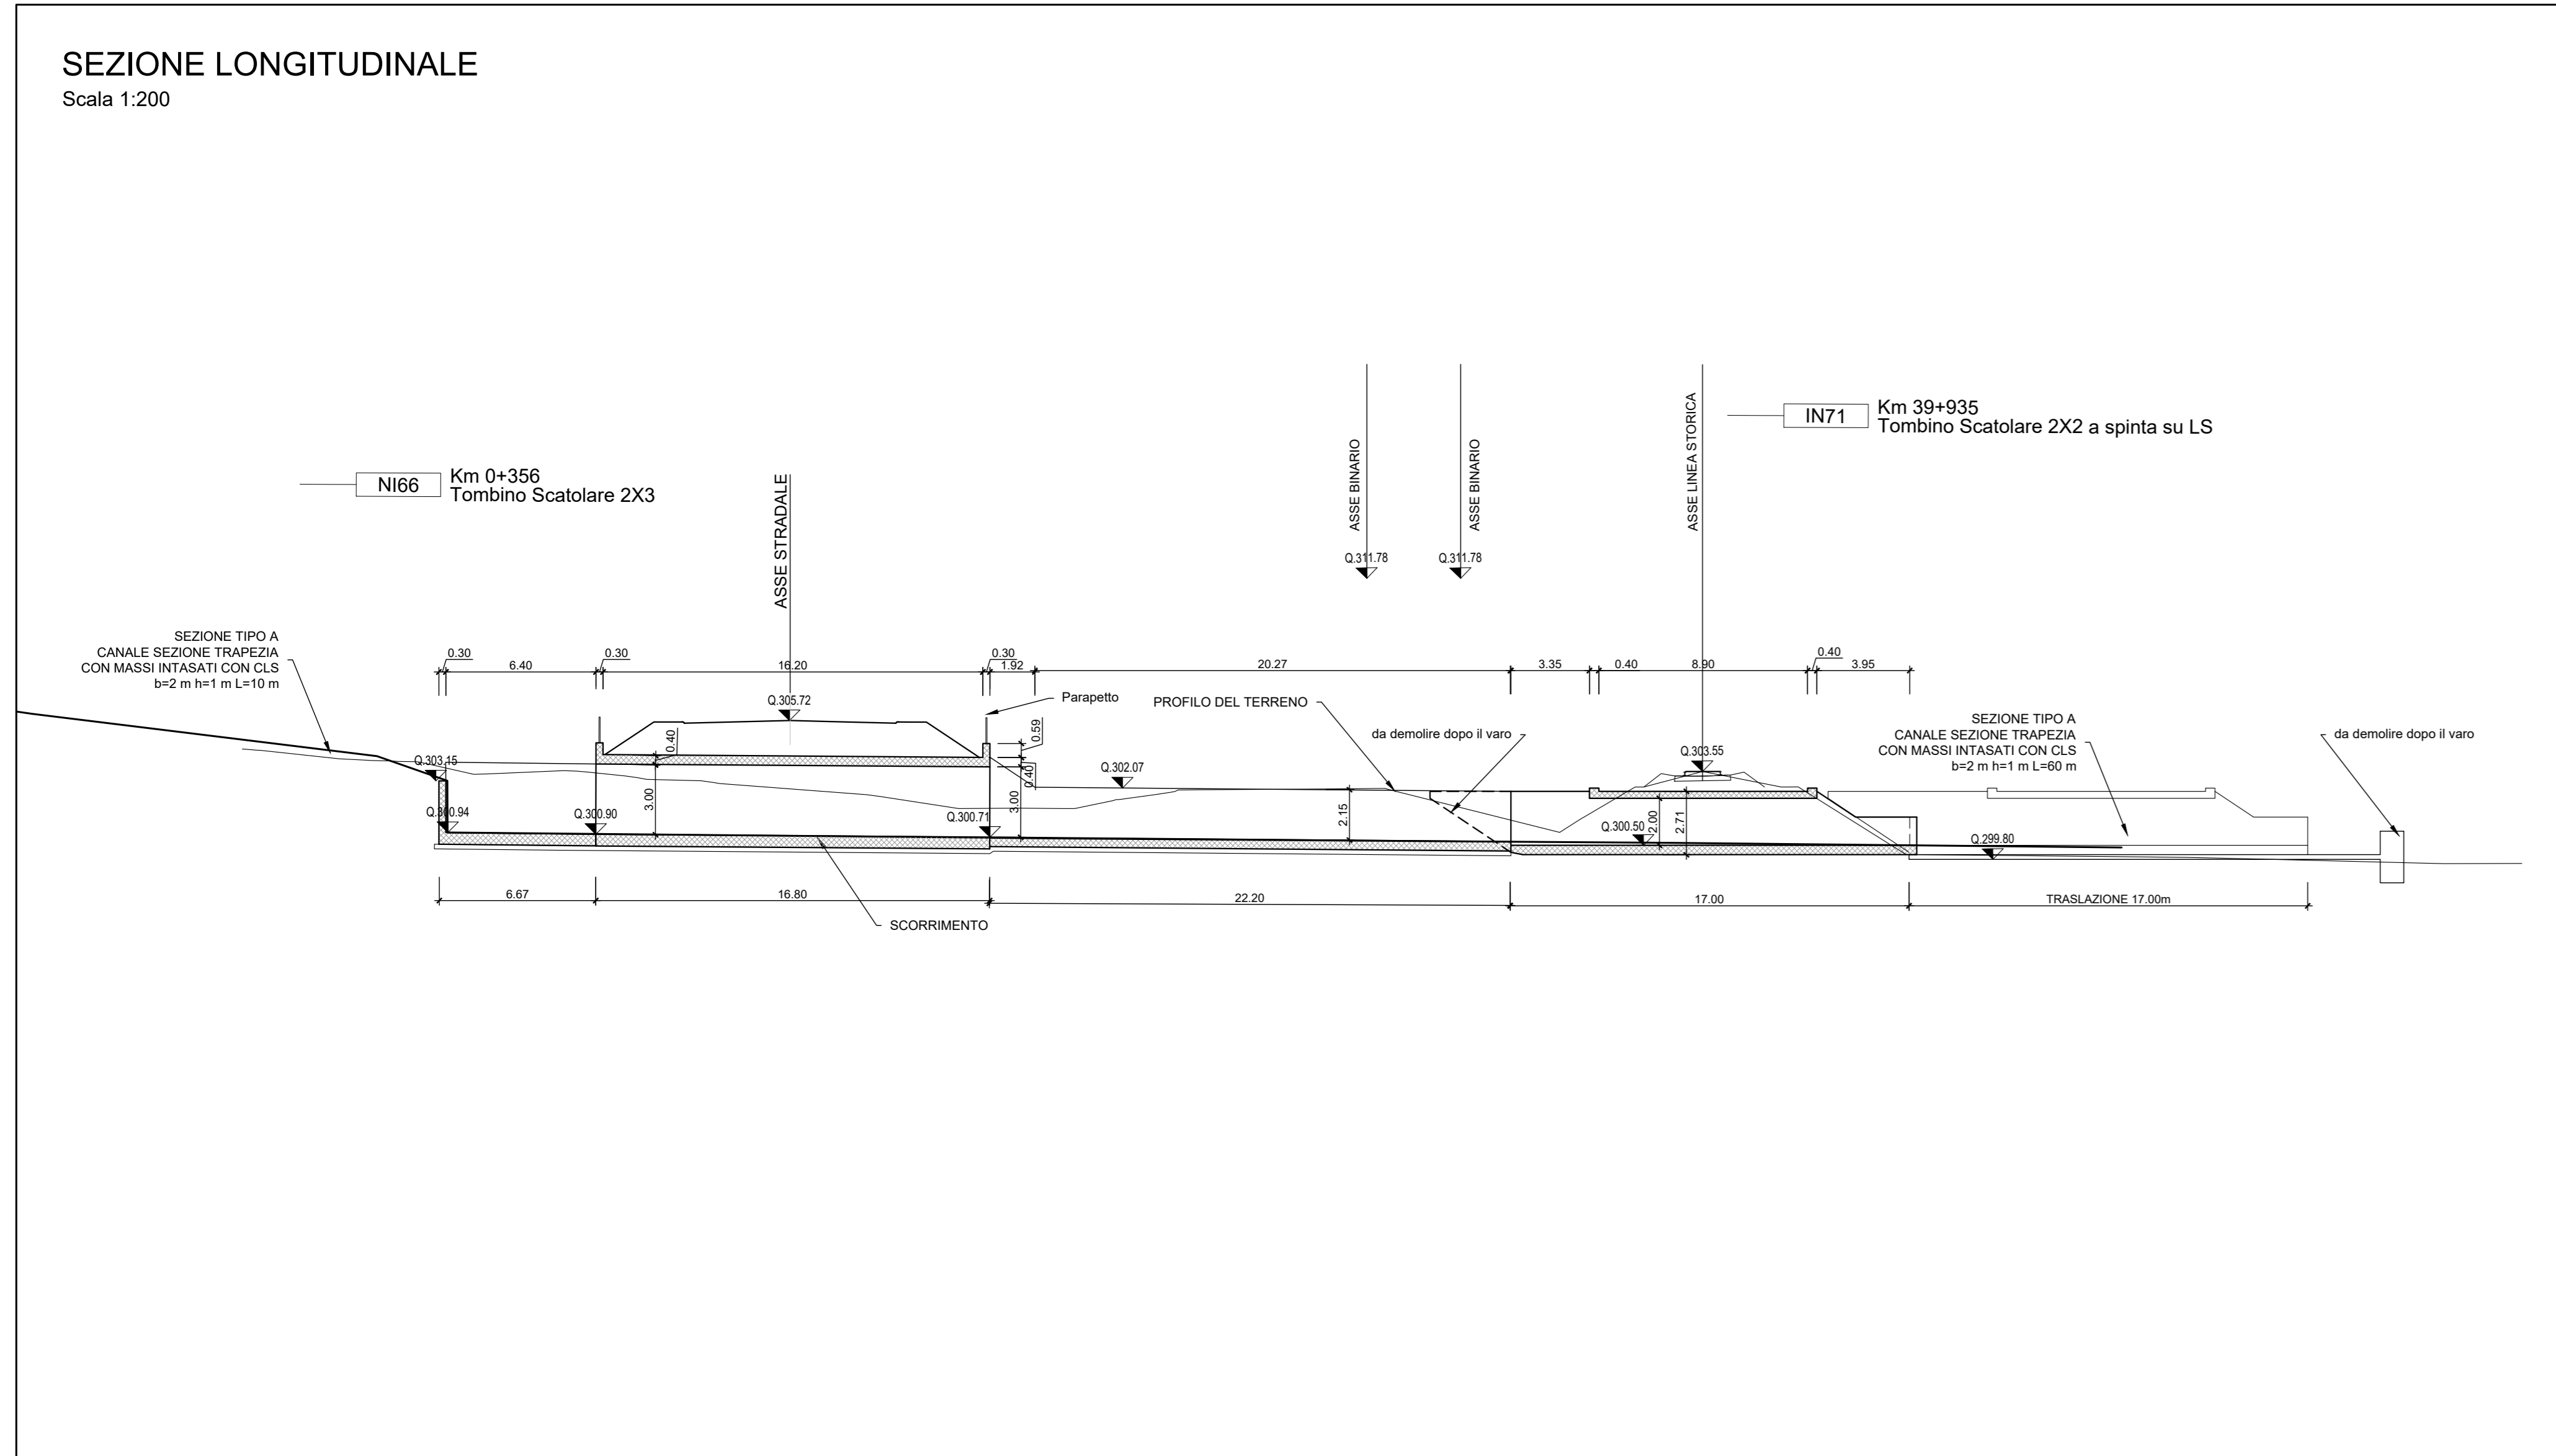 SEZIONE LONGITUDINALE
Scala 1:200
IN71
Km 39+935
Tombino Scatolare 2X2 a spinta su LS
NI66
Km 0+356
Tombino Scatolare 2X3
ASSE STRADALE
ASSE BINARIO
ASSE BINARIO
ASSE LINEA STORICA
Q.311.78
Q.311.78
SEZIONE TIPO A
CANALE SEZIONE TRAPEZIA
CON MASSI INTASATI CON CLS
b=2 m h=1 m L=10 m
0.30
6.40
0.30
16.20
0.30
1.92
20.27
3.35
0.40
8.90
0.40
3.95
Q.305.72
Parapetto
PROFILO DEL TERRENO
da demolire dopo il varo
SEZIONE TIPO A
CANALE SEZIONE TRAPEZIA
CON MASSI INTASATI CON CLS
b=2 m h=1 m L=60 m
da demolire dopo il varo
0.40
0.59
Q.303.15
Q.302.07
Q.303.55
0.40
3.00
3.00
2.15
2.00
2.71
Q.300.94
Q.300.90
Q.300.71
Q.300.50
Q.299.80
6.67
16.80
22.20
17.00
TRASLAZIONE 17.00m
SCORRIMENTO